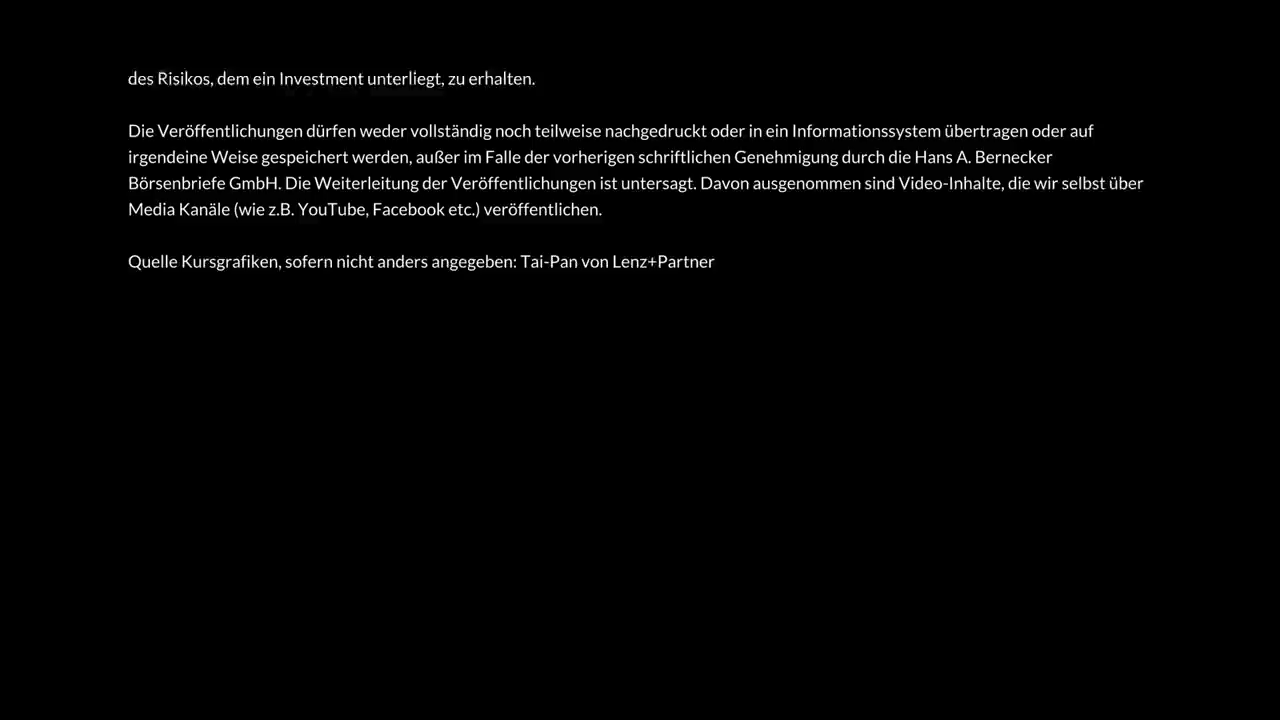 des Risikos, dem ein Investment unterliegt, zu erhalten.
Die Veröffentlichungen dürfen weder vollständig noch teilweise nachgedruckt oder in ein Informationssystem übertragen oder auf
irgendeine Weise gespeichert werden, außer im Falle der vorherigen schriftlichen Genehmigung durch die Hans A. Bernecker
Börsenbriefe GmbH. Die Weiterleitung der Veröffentlichungen ist untersagt. Davon ausgenommen sind Video-Inhalte, die wir selbst über
Media Kanäle (wie z.B. YouTube, Facebook etc.) veröffentlichen.
Quelle Kursgrafiken, sofern nicht anders angegeben: Tai-Pan von Lenz+Partner